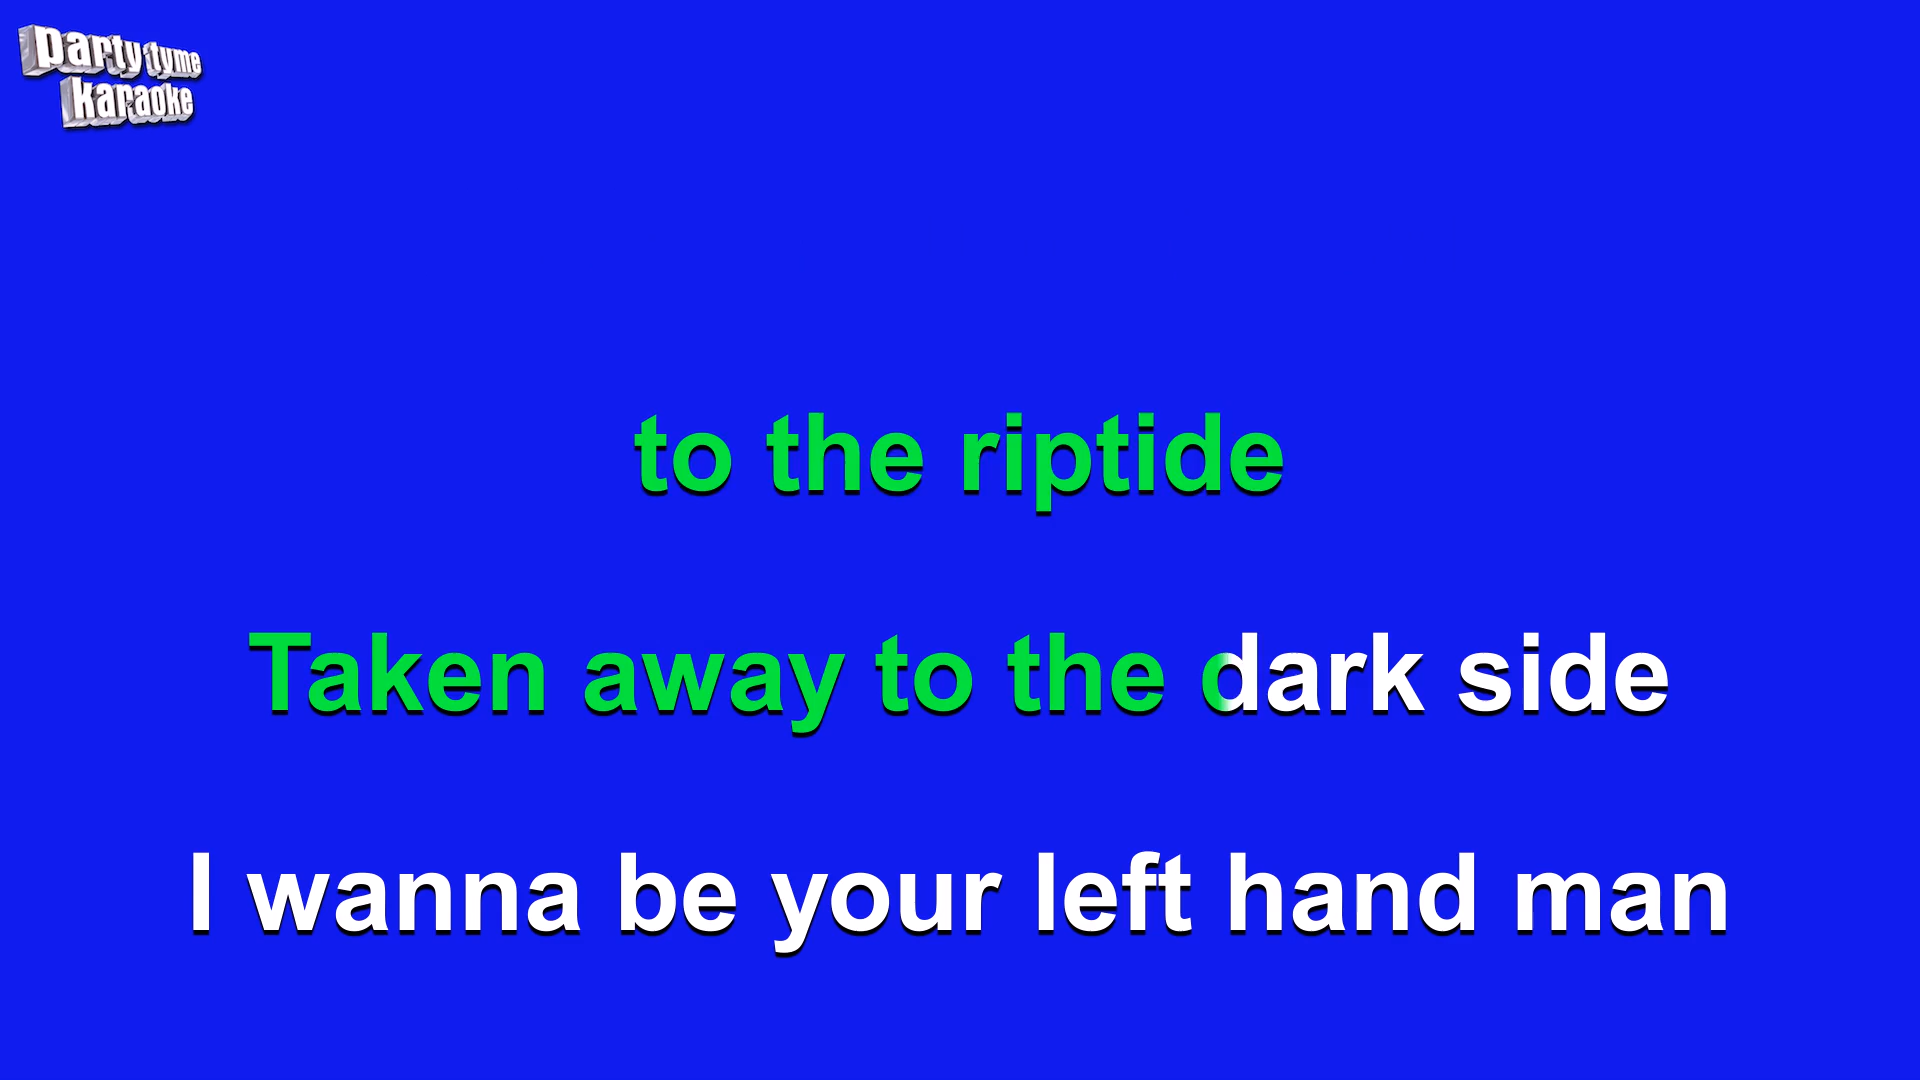 party tyme
karaoke
to the riptide
Taken away to the dark side
I wanna be your left hand man